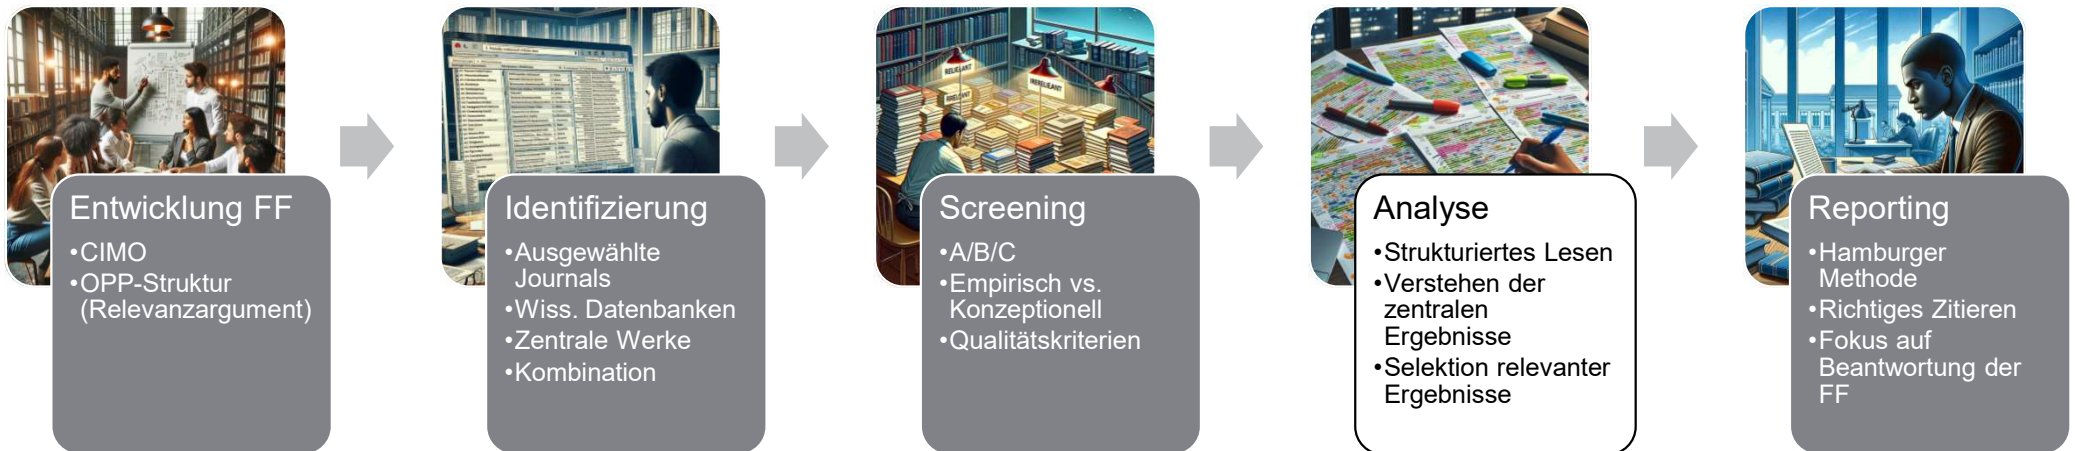 Entwicklung FF
•CIMO
•OPP-Struktur
(Relevanzargument)
Identifizierung
•Ausgewählte
Journals
•Wiss. Datenbanken
•Zentrale Werke
•Kombination
RELIELANT
IRRELEVANT
Screening
•A/B/C
•Empirisch vs.
Konzeptionell
•Qualitätskriterien
Analyse
•Strukturiertes Lesen
•Verstehen der
zentralen
Ergebnisse
•Selektion relevanter
Ergebnisse
Reporting
•Hamburger
Methode
•Richtiges Zitieren
•Fokus auf
Beantwortung der
FF